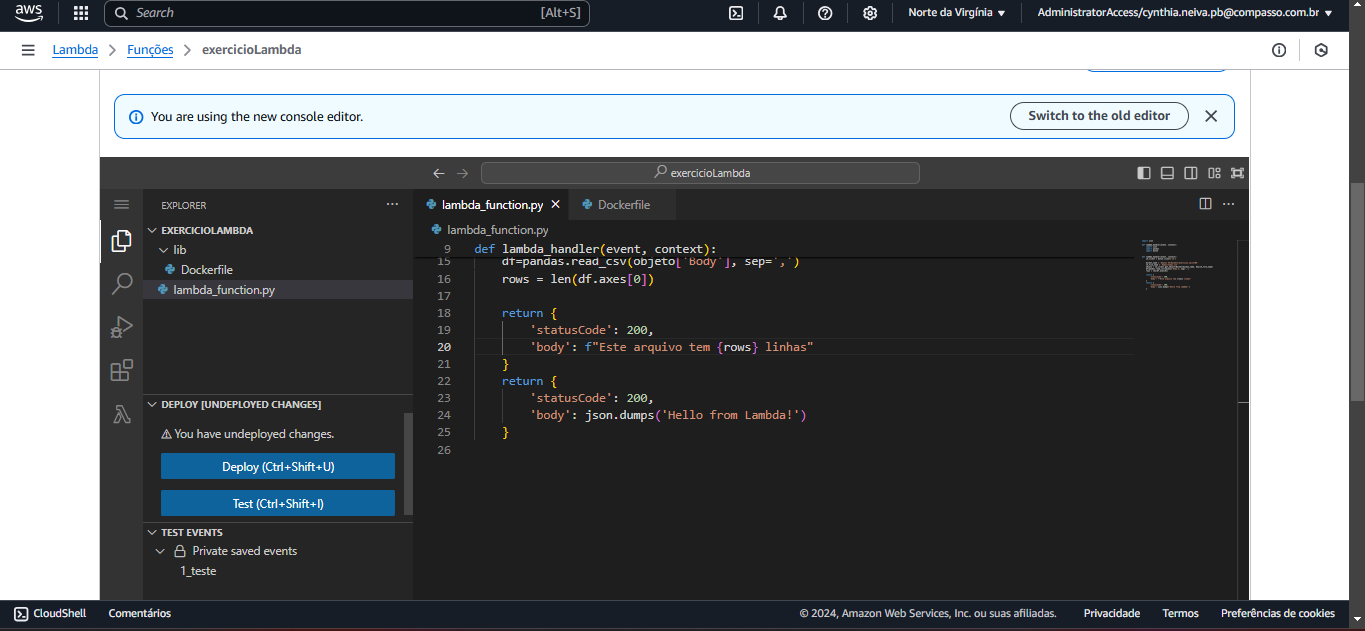 aws
Search [Alt+S]
Norte da Virgínia ▼
AdministratorAccess/cynthia.neiva.pb@compasso.com.br ▼
Lambda > Funções > exercicioLambda
You are using the new console editor.
Switch to the old editor
exercicioLambda
EXPLORER
EXERCICIOLAMBDA
lib
Dockerfile
lambda_function.py
DEPLOY [UNDEPLOYED CHANGES]
You have undeployed changes.
Deploy (Ctrl+Shift+U)
Test (Ctrl+Shift+I)
TEST EVENTS
Private saved events
1_teste
lambda_function.py
Dockerfile
lambda_function.py
9 def lambda_handler(event, context):
15 df=pandas.read_csv(objeto['Body'], sep=',')
16 rows = len(df.axes[0])
17
18 return {
19 'statusCode': 200,
20 'body': f"Este arquivo tem {rows} linhas"
21 }
22 return {
23 'statusCode': 200,
24 'body': json.dumps('Hello from Lambda!')
25 }
26
CloudShell
Comentários
© 2024, Amazon Web Services, Inc. ou suas afiliadas.
Privacidade
Termos
Preferências de cookies